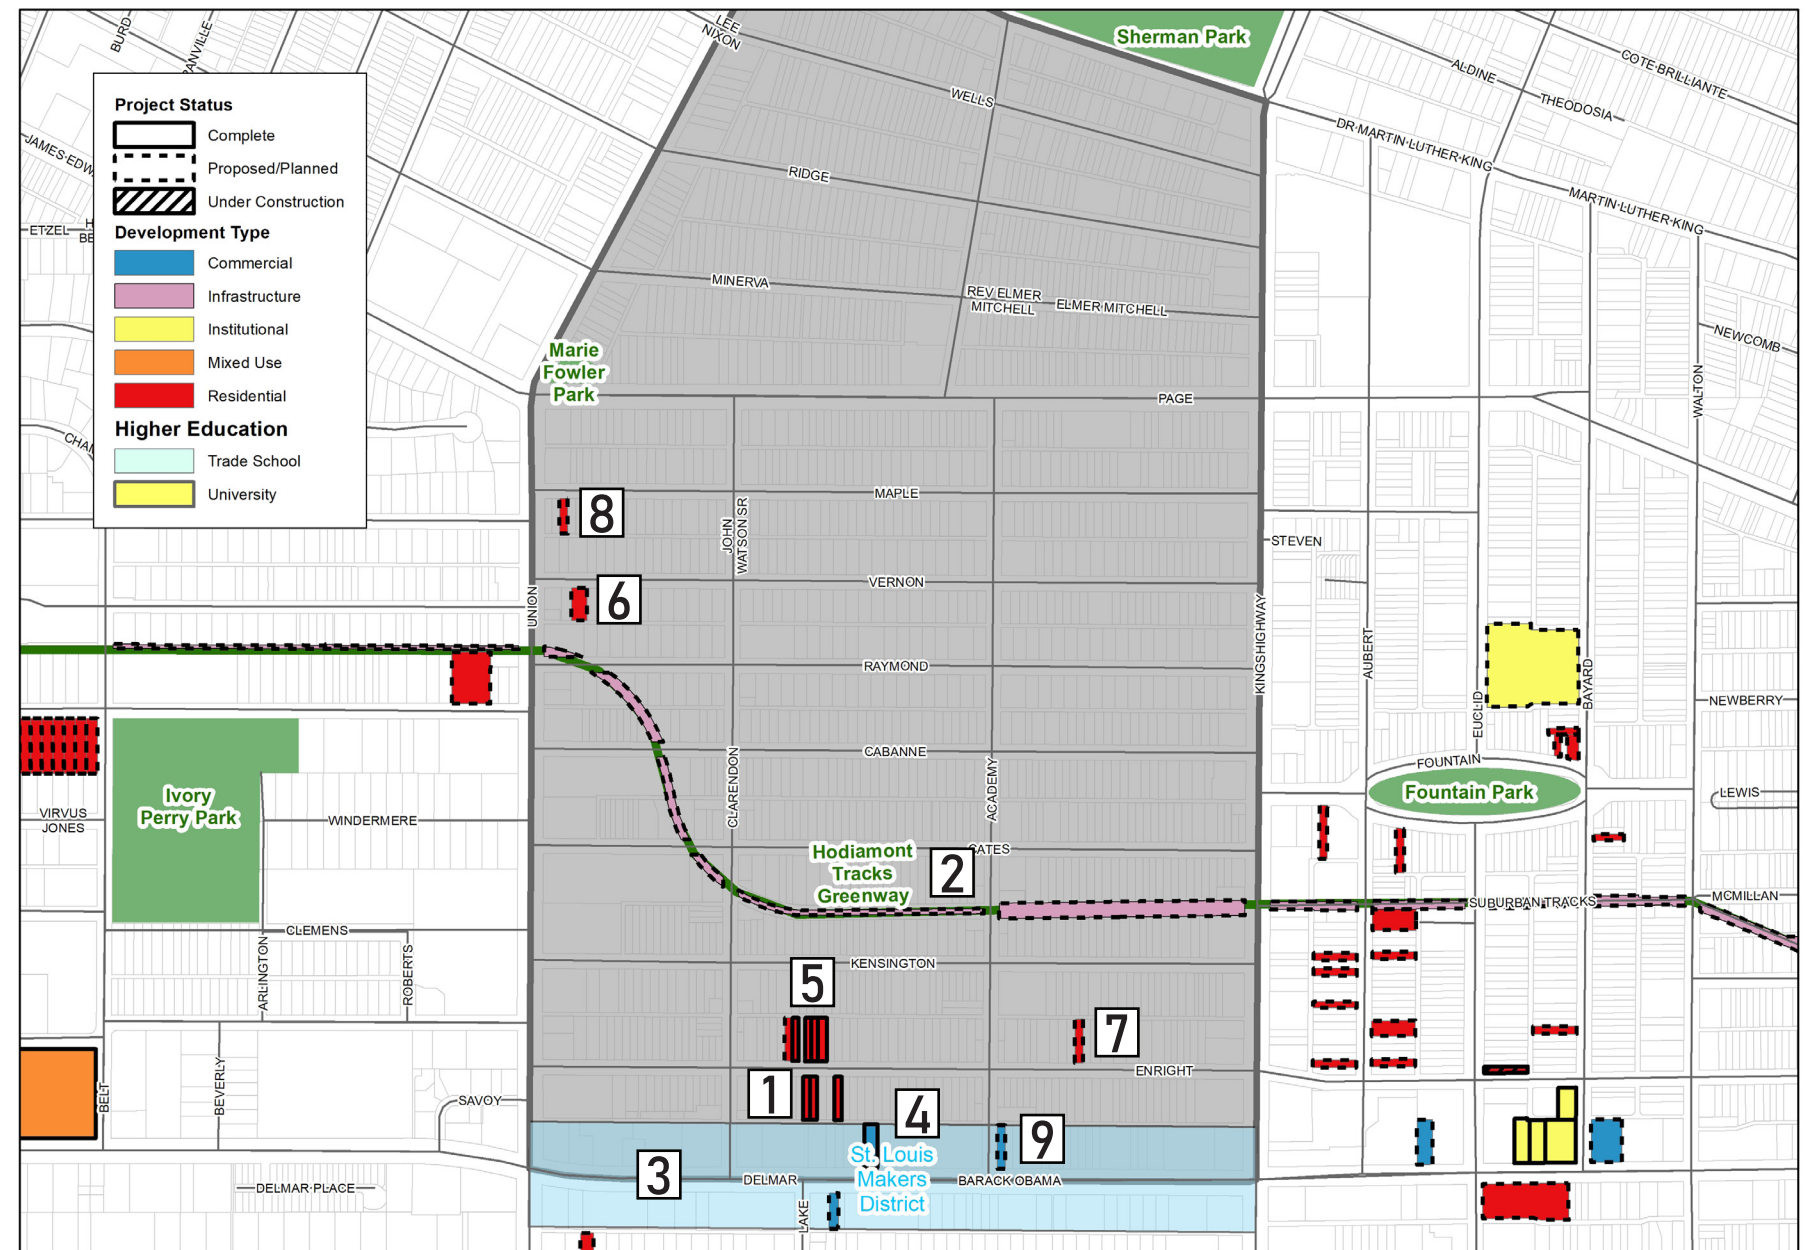 BURD
LEE
NIXON
Sherman Park
COTE BRILLIANTE
ALDINE
THEODOSIA
WELLS
DR MARTIN LUTHER KING
MARTIN LUTHER KING
RIDGE
Project Status
Complete
Proposed/Planned
Under Construction
Development Type
Commercial
Infrastructure
Institutional
Mixed Use
Residential
Higher Education
Trade School
University
ETZEL
MINERVA
REV ELMER
MITCHELL
ELMER MITCHELL
NEWCOMB
Marie
Fowler
Park
PAGE
WALTON
MAPLE
8
JOHN
WATSON SR
STEVEN
VERNON
6
UNION
KINGSHIGHWAY
AUBERT
RAYMOND
EUCLID
BAYARD
NEWBERRY
CABANNE
FOUNTAIN
Fountain Park
LEWIS
Ivory
Perry Park
VIRVUS
JONES
WINDERMERE
CLARENDON
ACADEMY
CATES
Hodiamont
Tracks
Greenway
2
SUBURBAN TRACKS
MCMILLAN
CLEMENS
ARLINGTON
ROBERTS
KENSINGTON
5
7
ENRIGHT
BELT
BEVERLY
SAVOY
1
4
9
St. Louis
Makers
District
3
DELMAR
BARACK OBAMA
DELMAR PLACE
LAKE